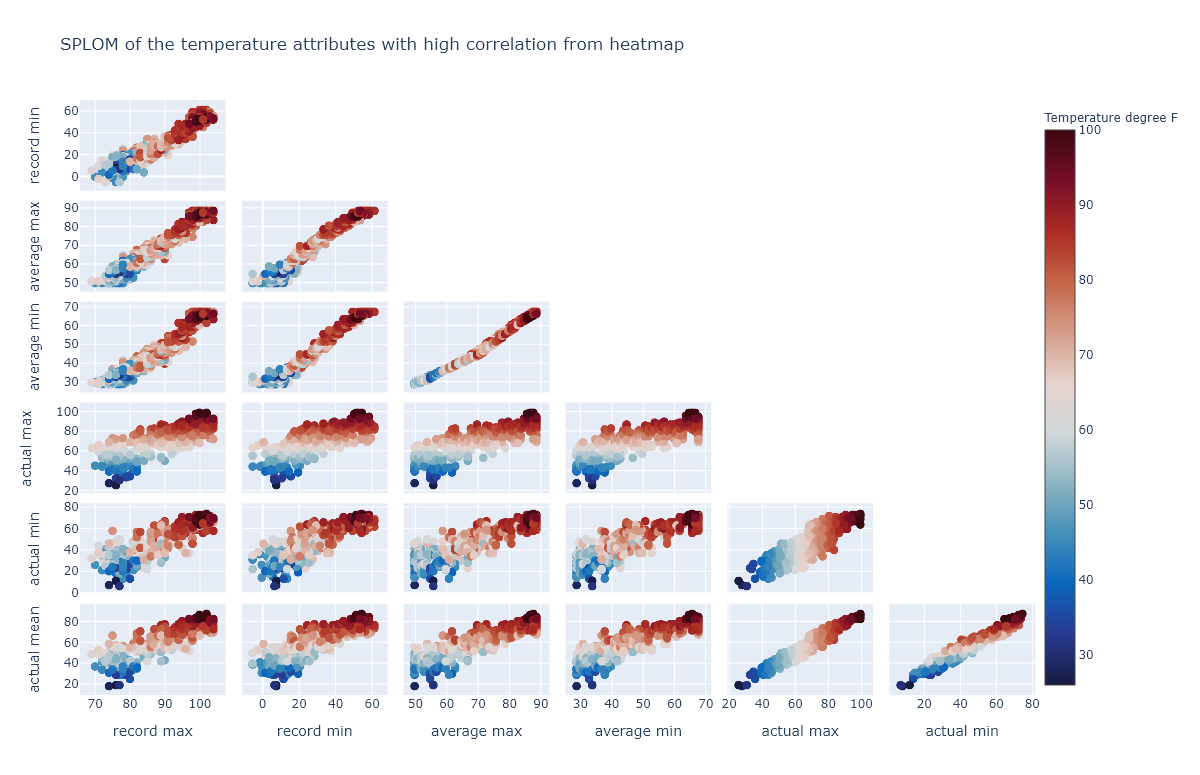 SPLOM of the temperature attributes with high correlation from heatmap
Temperature degree F
100
90
80
70
60
50
40
30
record min
60
40
20
0
average max
90
80
70
60
50
average min
70
60
50
40
30
actual max
100
80
60
40
20
actual min
80
60
40
20
0
actual mean
80
60
40
20
70 80 90 100
0 20 40 60
50 60 70 80 90
30 40 50 60 70
20 40 60 80 100
20 40 60 80
record max
record min
average max
average min
actual max
actual min